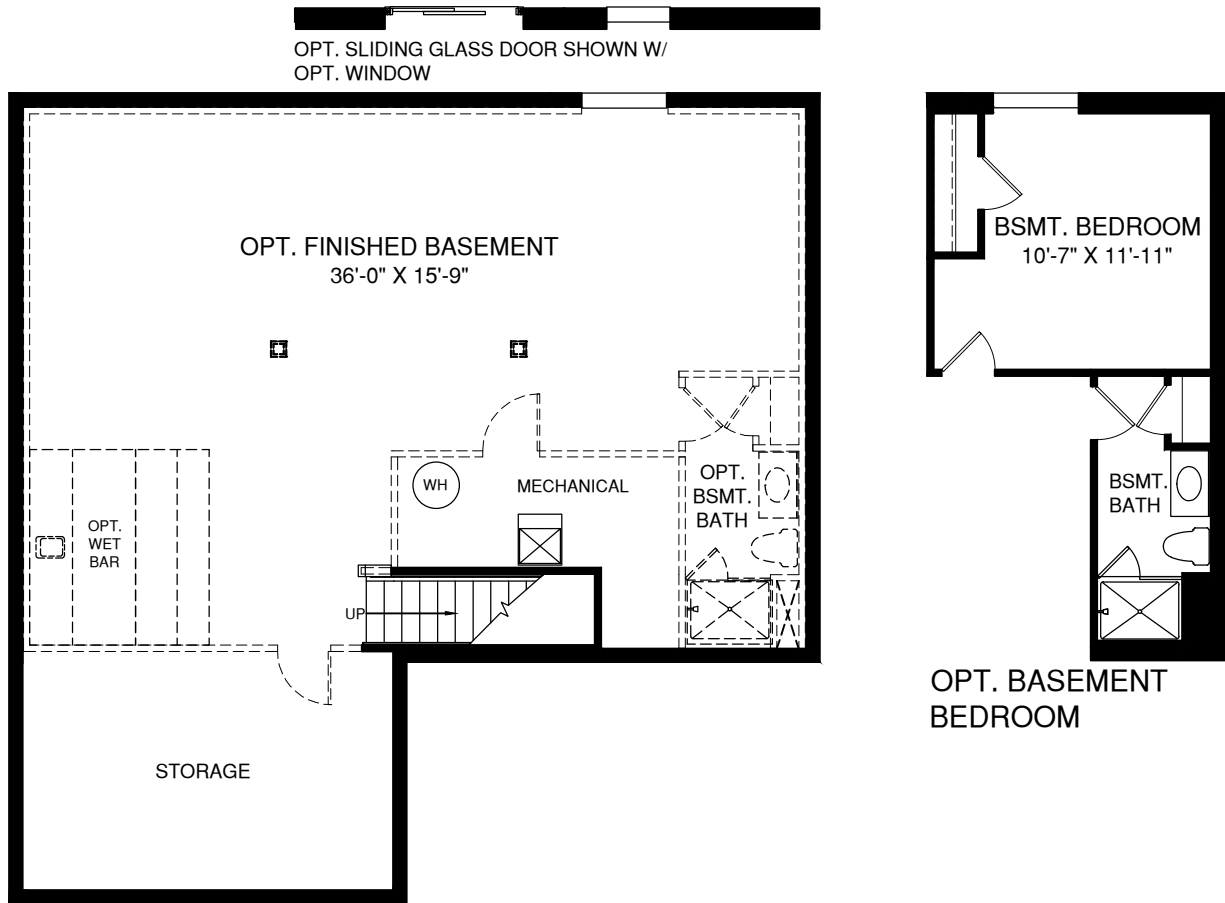 OPT. SLIDING GLASS DOOR SHOWN W/
OPT. WINDOW
OPT. FINISHED BASEMENT
36'-0" X 15'-9"
WH
MECHANICAL
OPT.
BSMT.
BATH
OPT.
WET
BAR
UP
STORAGE
BSMT. BEDROOM
10'-7" X 11'-11"
BSMT.
BATH
OPT. BASEMENT
BEDROOM